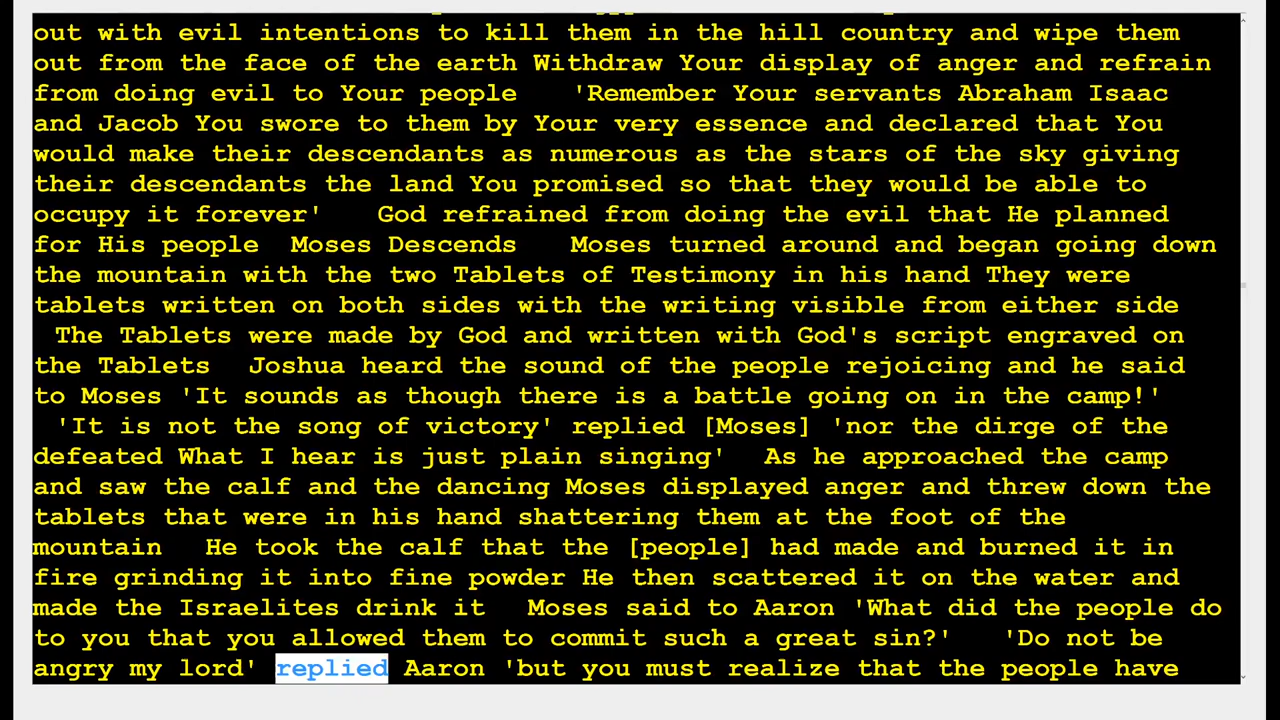 out with evil intentions to kill them in the hill country and wipe them
out from the face of the earth Withdraw Your display of anger and refrain
from doing evil to Your people 'Remember Your servants Abraham Isaac
and Jacob You swore to them by Your very essence and declared that You
would make their descendants as numerous as the stars of the sky giving
their descendants the land You promised so that they would be able to
occupy it forever' God refrained from doing the evil that He planned
for His people Moses Descends Moses turned around and began going down
the mountain with the two Tablets of Testimony in his hand They were
tablets written on both sides with the writing visible from either side
The Tablets were made by God and written with God's script engraved on
the Tablets Joshua heard the sound of the people rejoicing and he said
to Moses 'It sounds as though there is a battle going on in the camp!'
'It is not the song of victory' replied [Moses] 'nor the dirge of the
defeated What I hear is just plain singing' As he approached the camp
and saw the calf and the dancing Moses displayed anger and threw down the
tablets that were in his hand shattering them at the foot of the
mountain He took the calf that the [people] had made and burned it in
fire grinding it into fine powder He then scattered it on the water and
made the Israelites drink it Moses said to Aaron 'What did the people do
to you that you allowed them to commit such a great sin?' 'Do not be
angry my lord' replied Aaron 'but you must realize that the people have